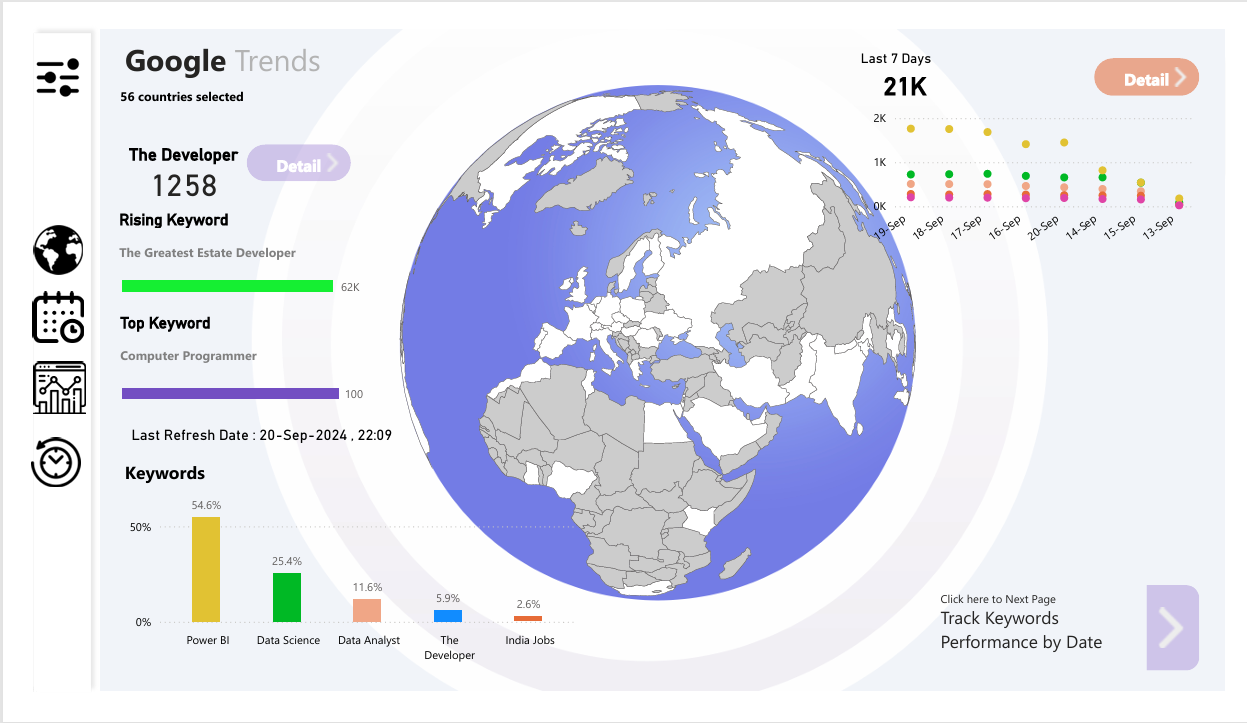 Google Trends
56 countries selected
The Developer
1258
Detail
Rising Keyword
The Greatest Estate Developer
62K
Top Keyword
Computer Programmer
100
Last Refresh Date : 20-Sep-2024 , 22:09
Keywords
50%
0%
54.6%
25.4%
11.6%
5.9%
2.6%
Power BI
Data Science
Data Analyst
The
Developer
India Jobs
Last 7 Days
21K
Detail
2K
1K
0K
19-Sep
18-Sep
17-Sep
16-Sep
20-Sep
14-Sep
15-Sep
13-Sep
Click here to Next Page
Track Keywords
Performance by Date